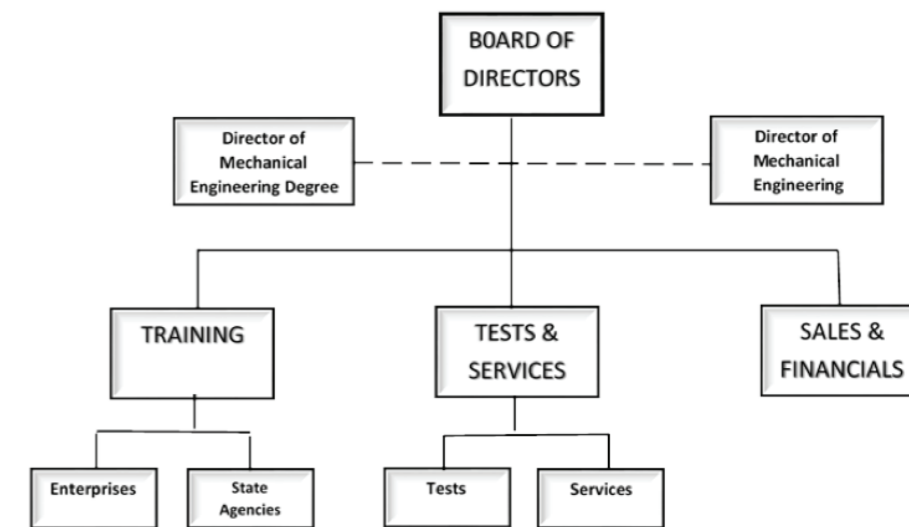 B0ARD OF
DIRECTORS
Director of
Mechanical
Engineering Degree
Director of
Mechanical
Engineering
TRAINING
TESTS &
SERVICES
SALES &
FINANCIALS
Enterprises
State
Agencies
Tests
Services